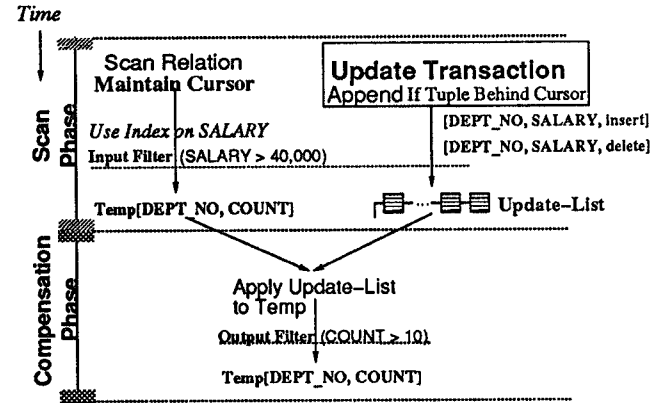 Time
Scan Relation
Maintain Cursor
Update Transaction
Append If Tuple Behind Cursor
Scan
Phase
Use Index on SALARY
Input Filter (SALARY > 40,000)
[DEPT_NO, SALARY, insert]
[DEPT_NO, SALARY, delete]
Temp[DEPT_NO, COUNT]
... Update-List
Compensation
Phase
Apply Update-List
to Temp
Output Filter (COUNT > 10)
Temp[DEPT_NO, COUNT]